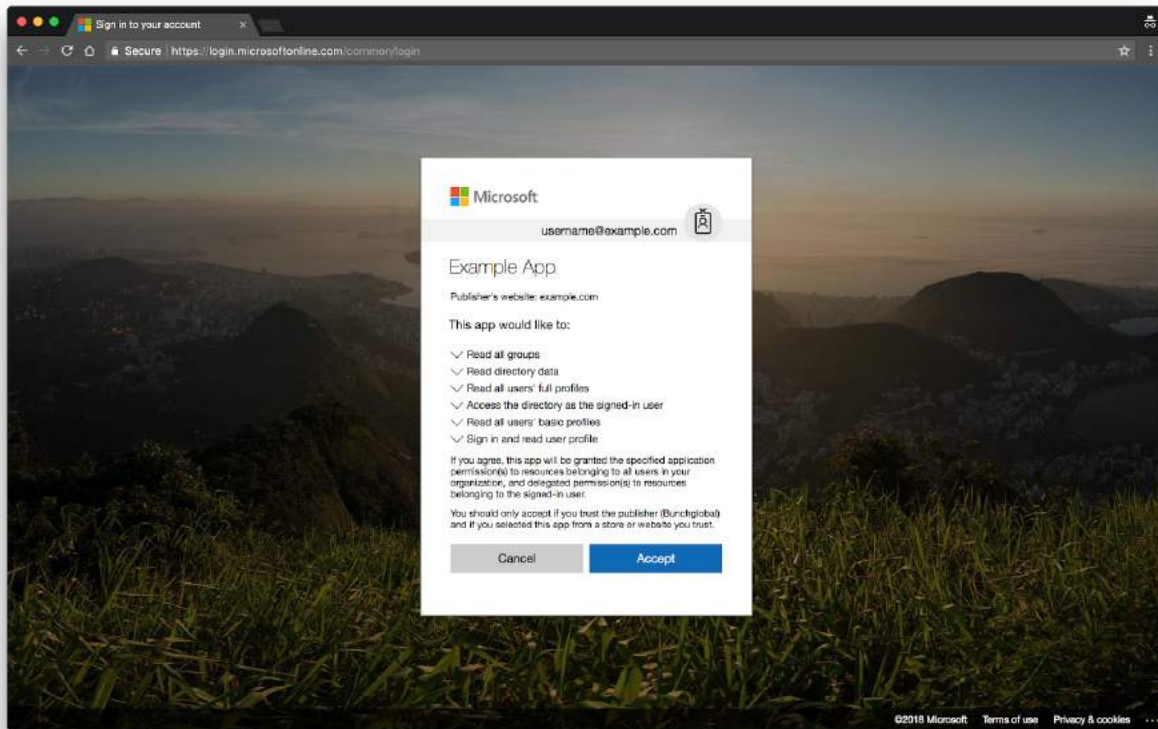 Sign in to your account
Secure https://login.microsoftonline.com/common/login
Microsoft
username@example.com
Example App
Publisher's website: example.com
This app would like to:
Read all groups
Read directory data
Read all users' full profiles
Access the directory as the signed-in user
Read all users' basic profiles
Sign in and read user profile
If you agree, this app will be granted the specified application
permission(s) to resources belonging to all users in your
organization, and delegated permission(s) to resources
belonging to the signed-in user.
You should only accept if you trust the publisher (Bunchglobal)
and if you selected this app from a store or website you trust.
Cancel Accept
©2018 Microsoft Terms of use Privacy & cookies ...